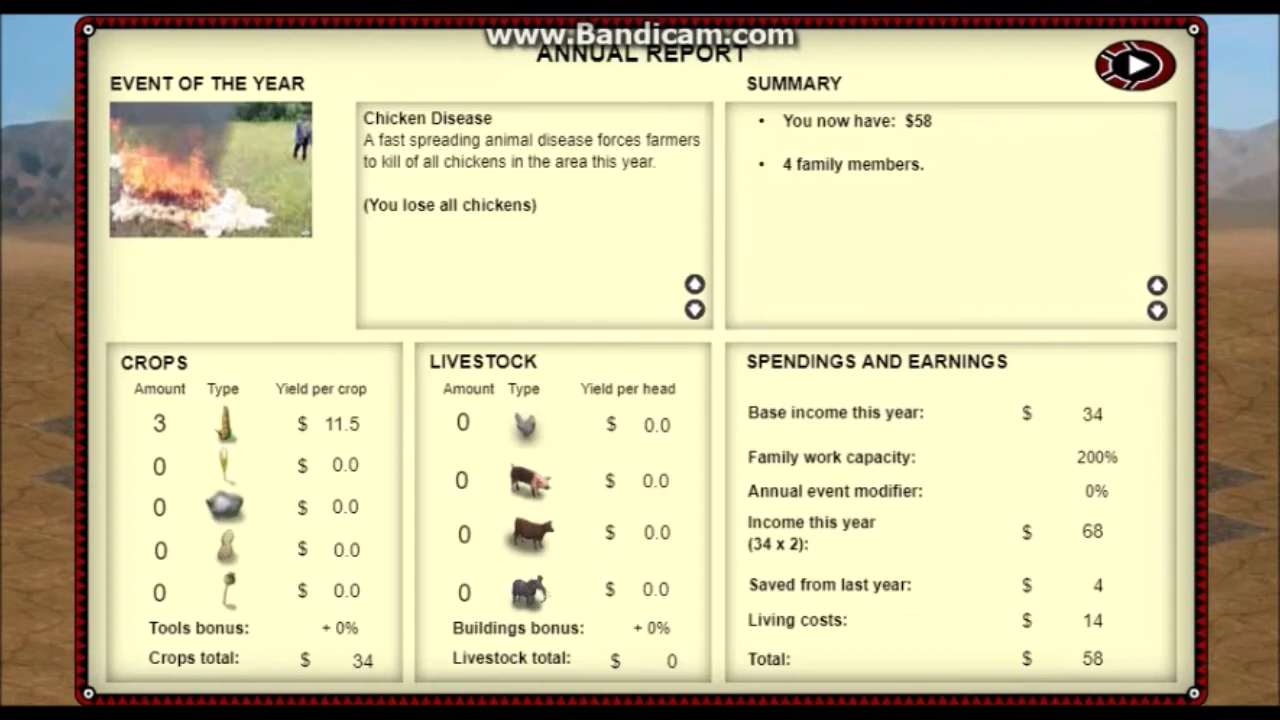 www.Bandicam.com
ANNUAL REPORT
EVENT OF THE YEAR
Chicken Disease
A fast spreading animal disease forces farmers
to kill of all chickens in the area this year.
(You lose all chickens)
SUMMARY
• You now have: $58
• 4 family members.
CROPS
Amount Type Yield per crop
3 $ 11.5
0 $ 0.0
0 $ 0.0
0 $ 0.0
0 $ 0.0
Tools bonus: + 0%
Crops total: $ 34
LIVESTOCK
Amount Type Yield per head
0 $ 0.0
0 $ 0.0
0 $ 0.0
0 $ 0.0
Buildings bonus: + 0%
Livestock total: $ 0
SPENDINGS AND EARNINGS
Base income this year: $ 34
Family work capacity: 200%
Annual event modifier: 0%
Income this year
(34 x 2): $ 68
Saved from last year: $ 4
Living costs: $ 14
Total: $ 58